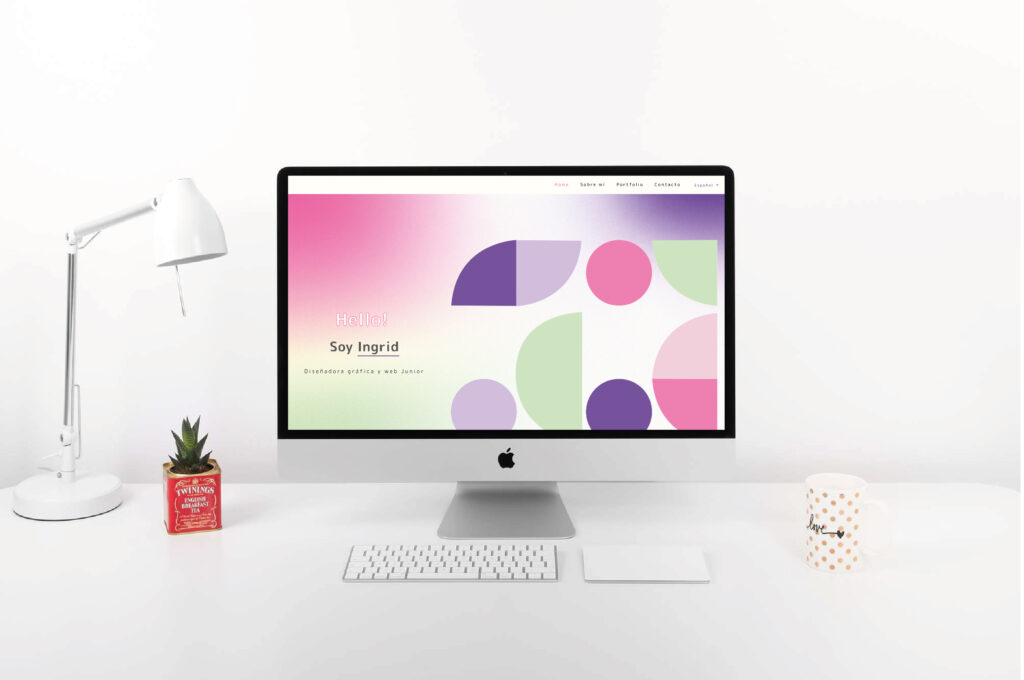 Home Sobre mí Portfolio Contacto Español
Hello!
Soy Ingrid
Diseñadora gráfica y web Junior
TWININGS
ENGLISH
BREAKFAST
TEA
love